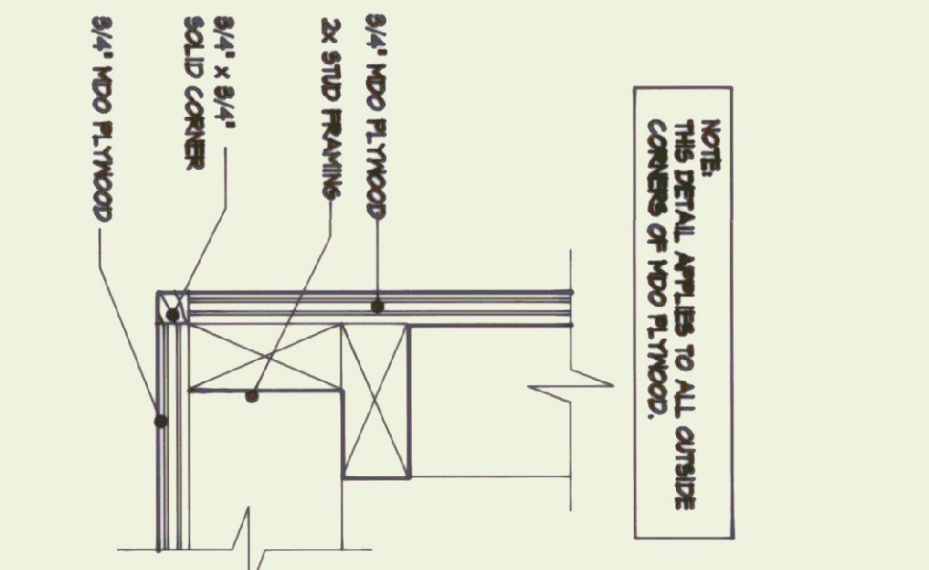 NOTE:
THIS DETAIL APPLIES TO ALL OUTSIDE
CORNERS OF MDO PLYWOOD.
3/4" MDO PLYWOOD
2x STUD FRAMING
3/4" x 3/4"
SOLID CORNER
3/4" MDO PLYWOOD